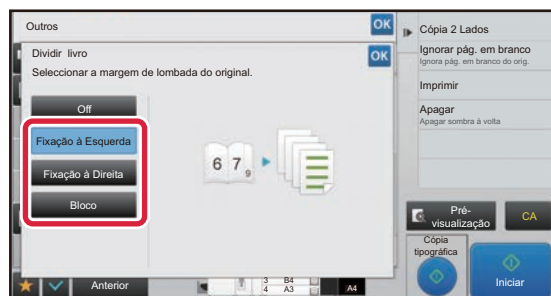 Outros
OK
Dividir livro
OK
Seleccionar a margem de lombada do original.
Off
Fixação à Esquerda
Fixação à Direita
Bloco
6 7 9
Cópia 2 Lados
Ignorar pág. em branco
Ignora pág. em branco do orig.
Imprimir
Apagar
Apagar sombra à volta
Pré-
visualização
CA
Cópia
tipográfica
Iniciar
Anterior
3 B4
4 A3
A4